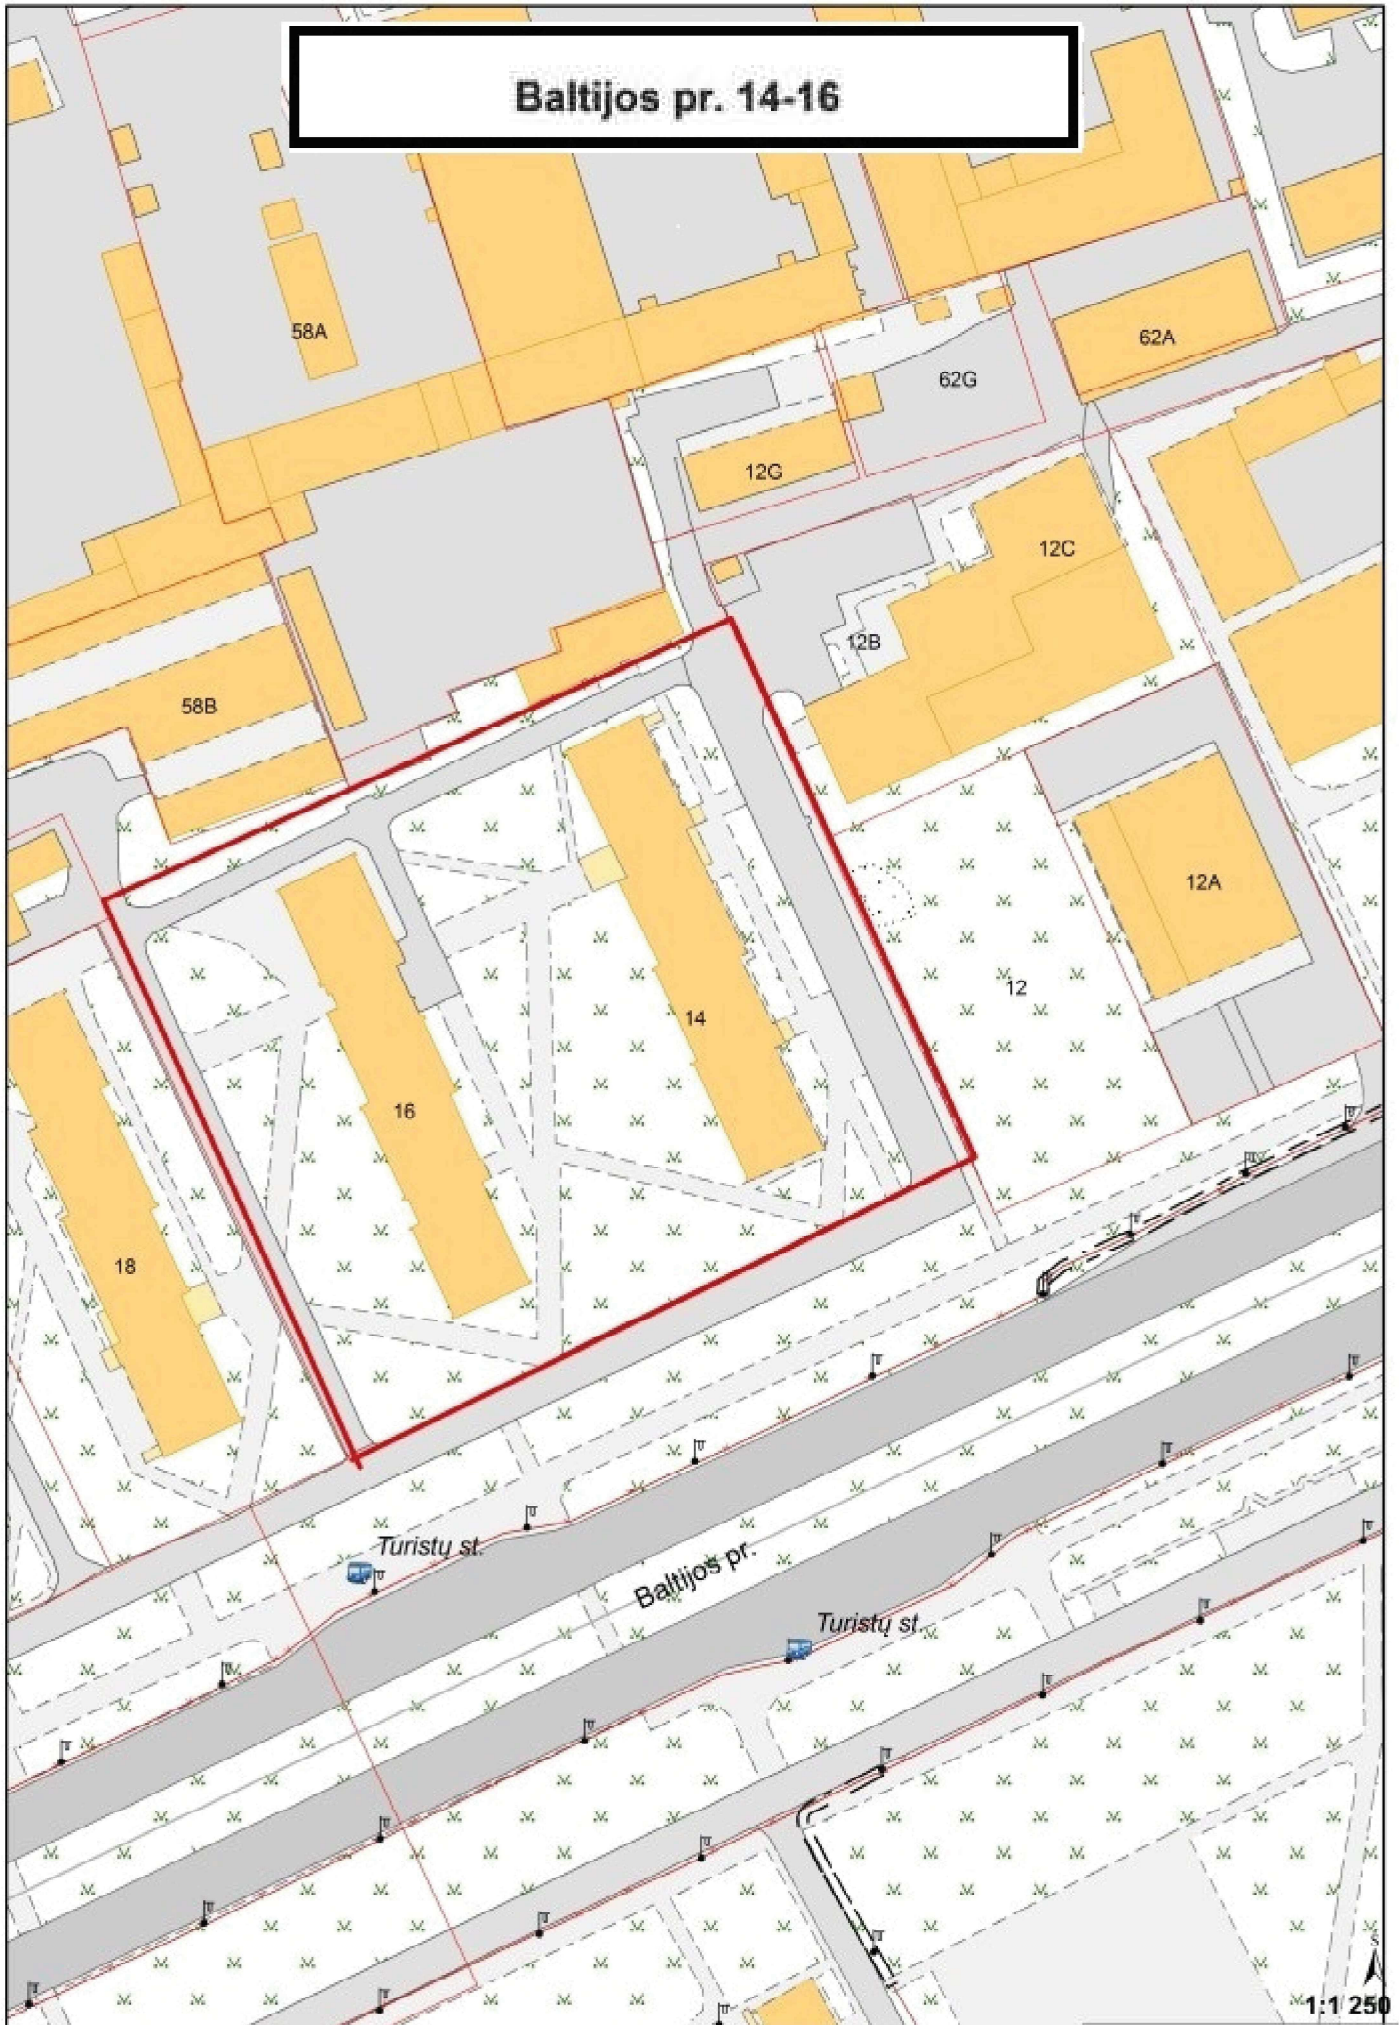 Baltijos pr. 14-16
58A
62A
62G
12G
12C
12B
58B
12A
12
14
16
18
Turistų st.
Baltijos pr.
Turistų st.
Š
1:1 250